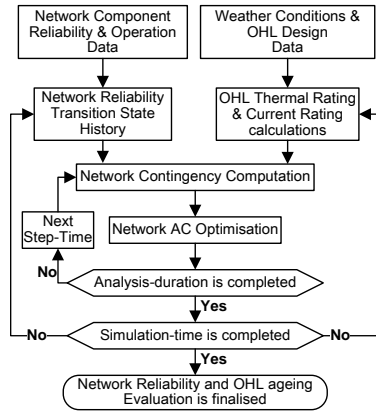 Network Component
Reliability & Operation
Data
Weather Conditions &
OHL Design
Data
Network Reliability
Transition State
History
OHL Thermal Rating
& Current Rating
calculations
Network Contingency Computation
Next
Step-Time
Network AC Optimisation
No
Analysis-duration is completed
Yes
No
Simulation-time is completed
No
Yes
Network Reliability and OHL ageing
Evaluation is finalised